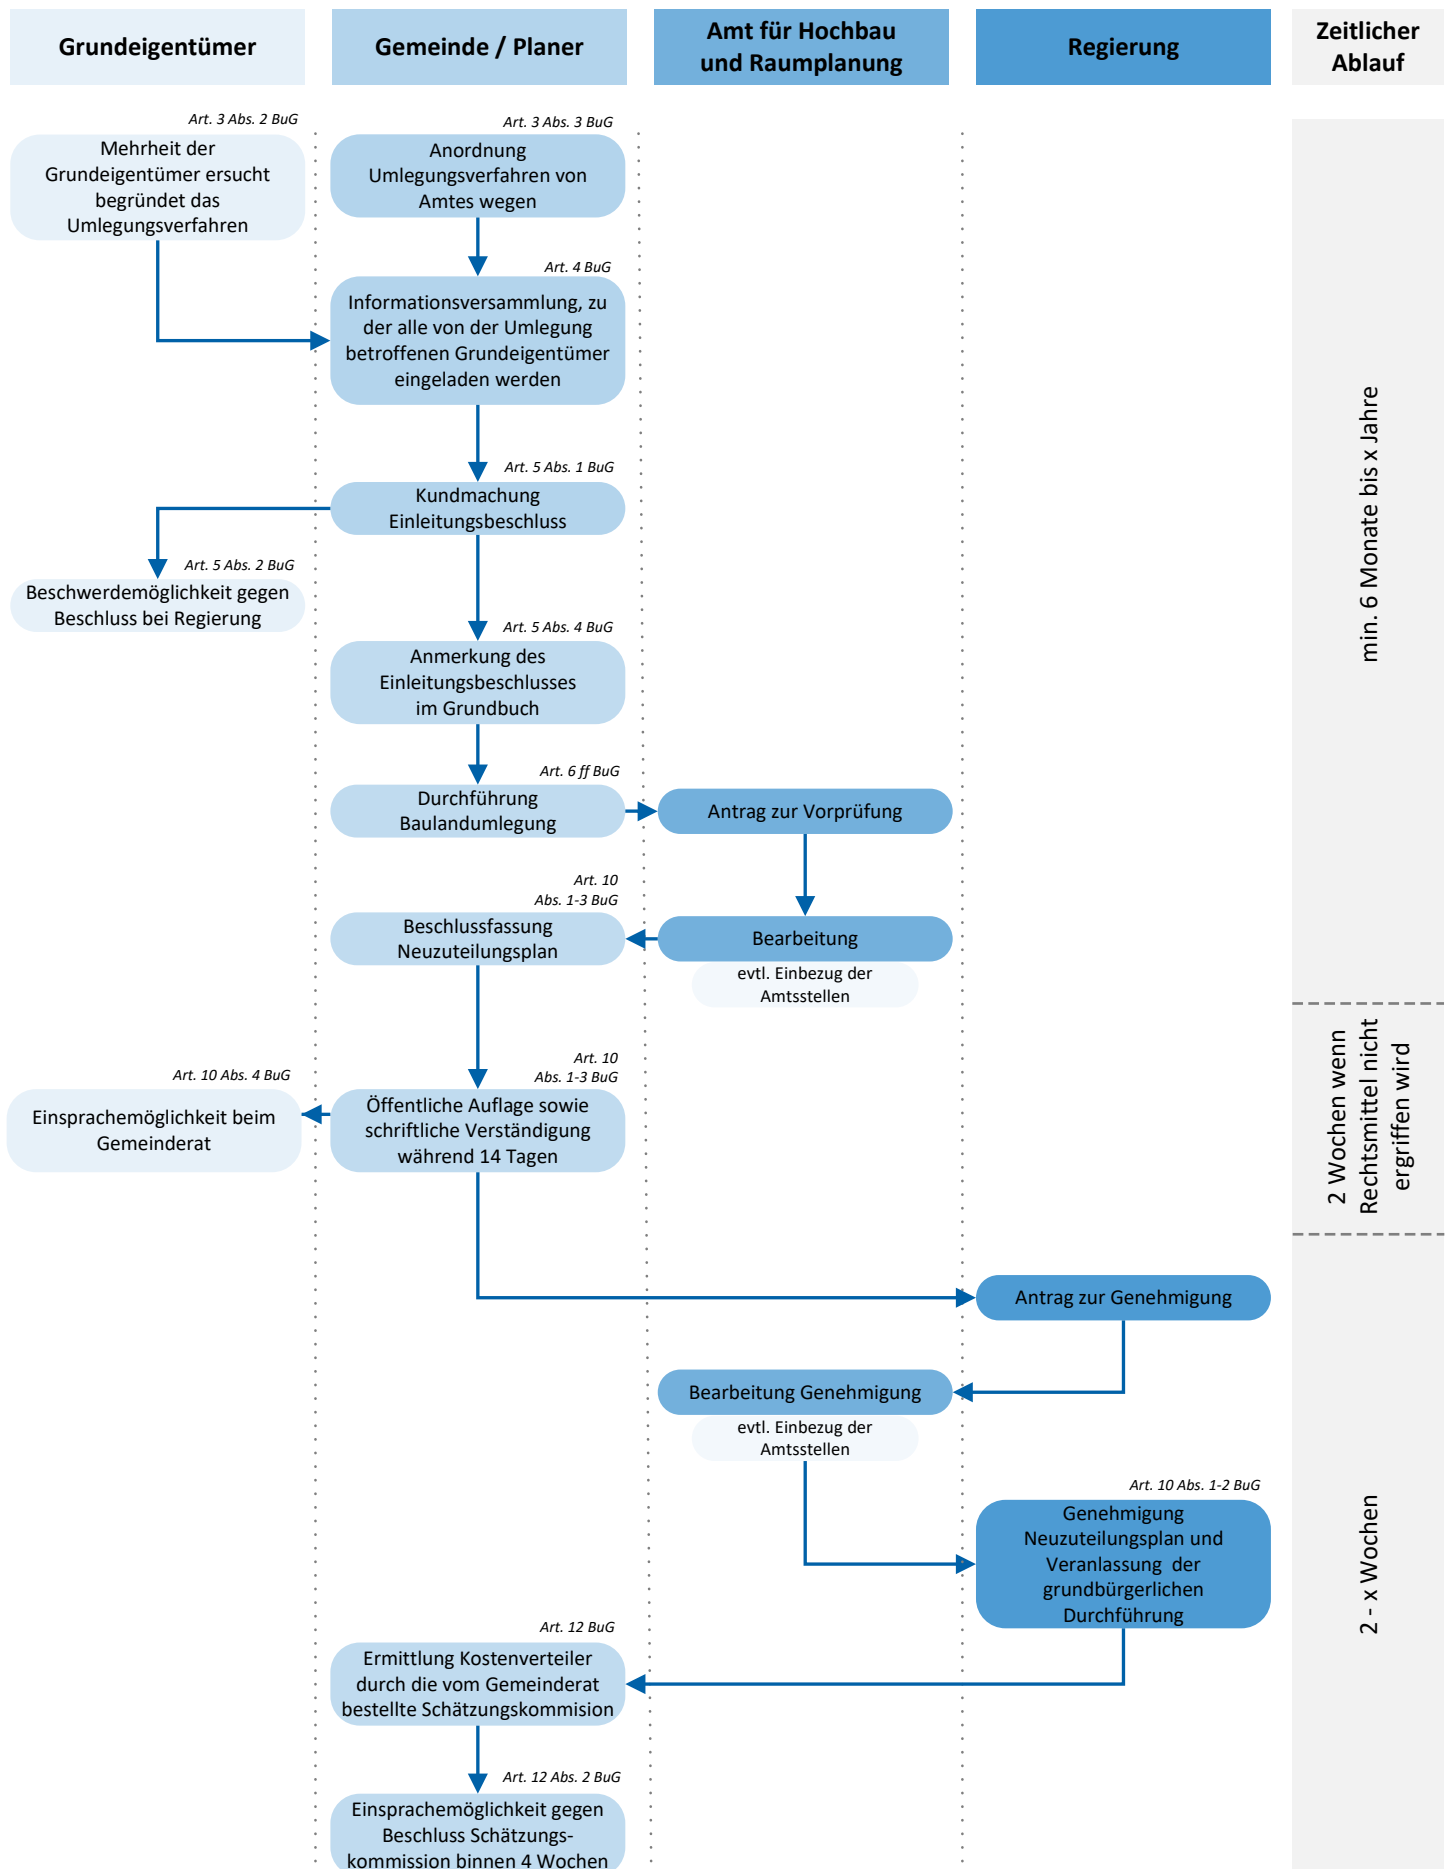 Grundeigentümer
Gemeinde / Planer
Amt für Hochbau
und Raumplanung
Regierung
Zeitlicher
Ablauf
Art. 3 Abs. 2 BuG
Mehrheit der
Grundeigentümer ersucht
begründet das
Umlegungsverfahren
Art. 3 Abs. 3 BuG
Anordnung
Umlegungsverfahren von
Amtes wegen
Art. 4 BuG
Informationsversammlung, zu
der alle von der Umlegung
betroffenen Grundeigentümer
eingeladen werden
min. 6 Monate bis x Jahre
Art. 5 Abs. 1 BuG
Kundmachung
Einleitungsbeschluss
Art. 5 Abs. 2 BuG
Beschwerdemöglichkeit gegen
Beschluss bei Regierung
Art. 5 Abs. 4 BuG
Anmerkung des
Einleitungsbeschlusses
im Grundbuch
Art. 6 ff BuG
Durchführung
Baulandumlegung
Antrag zur Vorprüfung
Art. 10
Abs. 1-3 BuG
Beschlussfassung
Neuzuteilungsplan
Bearbeitung
evtl. Einbezug der
Amtsstellen
Art. 10
Abs. 1-3 BuG
Öffentliche Auflage sowie
schriftliche Verständigung
während 14 Tagen
Art. 10 Abs. 4 BuG
Einsprachemöglichkeit beim
Gemeinderat
2 Wochen wenn
Rechtsmittel nicht
ergriffen wird
Antrag zur Genehmigung
Bearbeitung Genehmigung
evtl. Einbezug der
Amtsstellen
Art. 10 Abs. 1-2 BuG
Genehmigung
Neuzuteilungsplan und
Veranlassung der
grundbürgerlichen
Durchführung
2 - x Wochen
Art. 12 BuG
Ermittlung Kostenverteiler
durch die vom Gemeinderat
bestellte Schätzungskommision
Art. 12 Abs. 2 BuG
Einsprachemöglichkeit gegen
Beschluss Schätzungs-
kommission binnen 4 Wochen